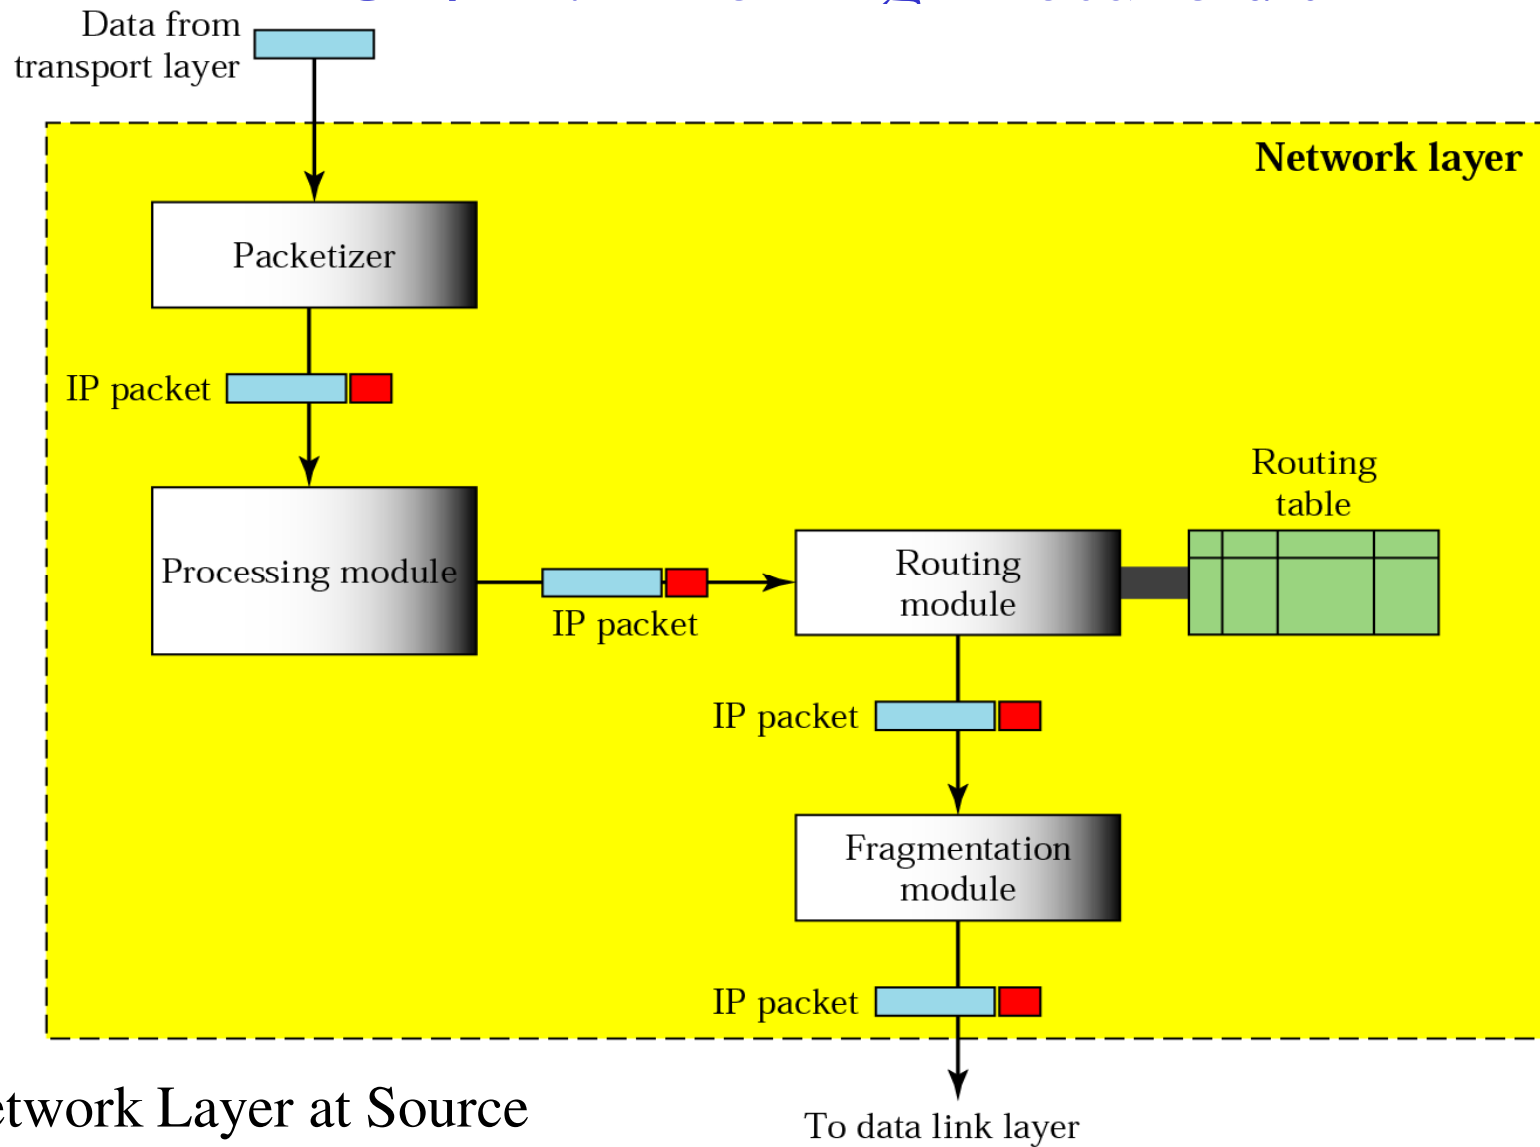 Data from
transport layer
Network layer
Packetizer
IP packet
Processing module
IP packet
Routing
module
Routing
table
IP packet
Fragmentation
module
IP packet
To data link layer
etwork Layer at Source